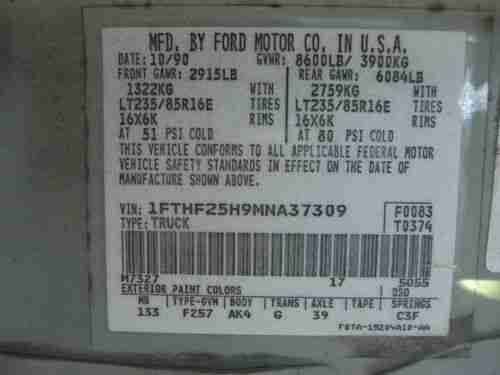 MFD. BY FORD MOTOR CO. IN U.S.A.
DATE: 10/90 GVWR: 8600LB/ 3900KG
FRONT GAWR: 2915LB REAR GAWR: 6084LB
1322KG WITH 2759KG WITH
LT235/85R16E TIRES LT235/85R16E TIRES
16X6K RIMS 16X6K RIMS
AT 51 PSI COLD AT 80 PSI COLD
THIS VEHICLE CONFORMS TO ALL APPLICABLE FEDERAL MOTOR
VEHICLE SAFETY STANDARDS IN EFFECT ON THE DATE OF
MANUFACTURE SHOWN ABOVE.
VIN: 1FTHF25H9MNA37309 F0083
TYPE: TRUCK T0374
M7327 17 5055
EXTERIOR PAINT COLORS DSO
WB TYPE-GVW BODY TRANS AXLE TAPE SPRINGS
133 F257 AK4 G 39 C3F